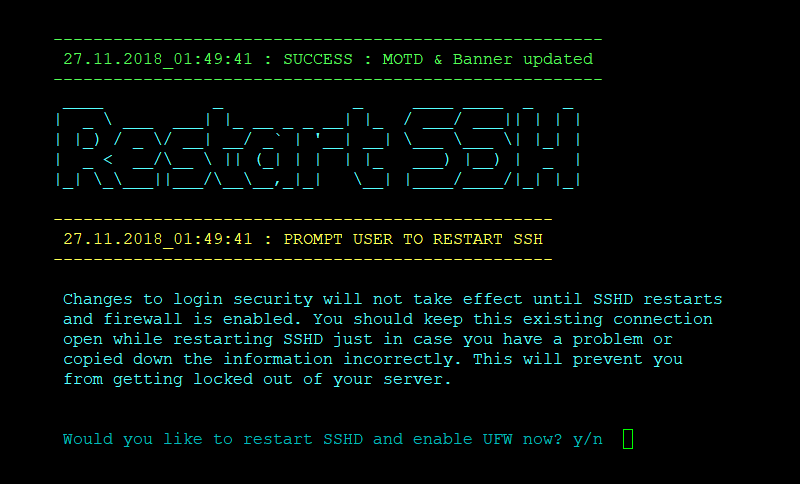 -------------------------------------------------------
27.11.2018_01:49:41 : SUCCESS : MOTD & Banner updated
-------------------------------------------------------
Restart SSH
--------------------------------------------------
27.11.2018_01:49:41 : PROMPT USER TO RESTART SSH
--------------------------------------------------
Changes to login security will not take effect until SSHD restarts
and firewall is enabled. You should keep this existing connection
open while restarting SSHD just in case you have a problem or
copied down the information incorrectly. This will prevent you
from getting locked out of your server.
Would you like to restart SSHD and enable UFW now? y/n